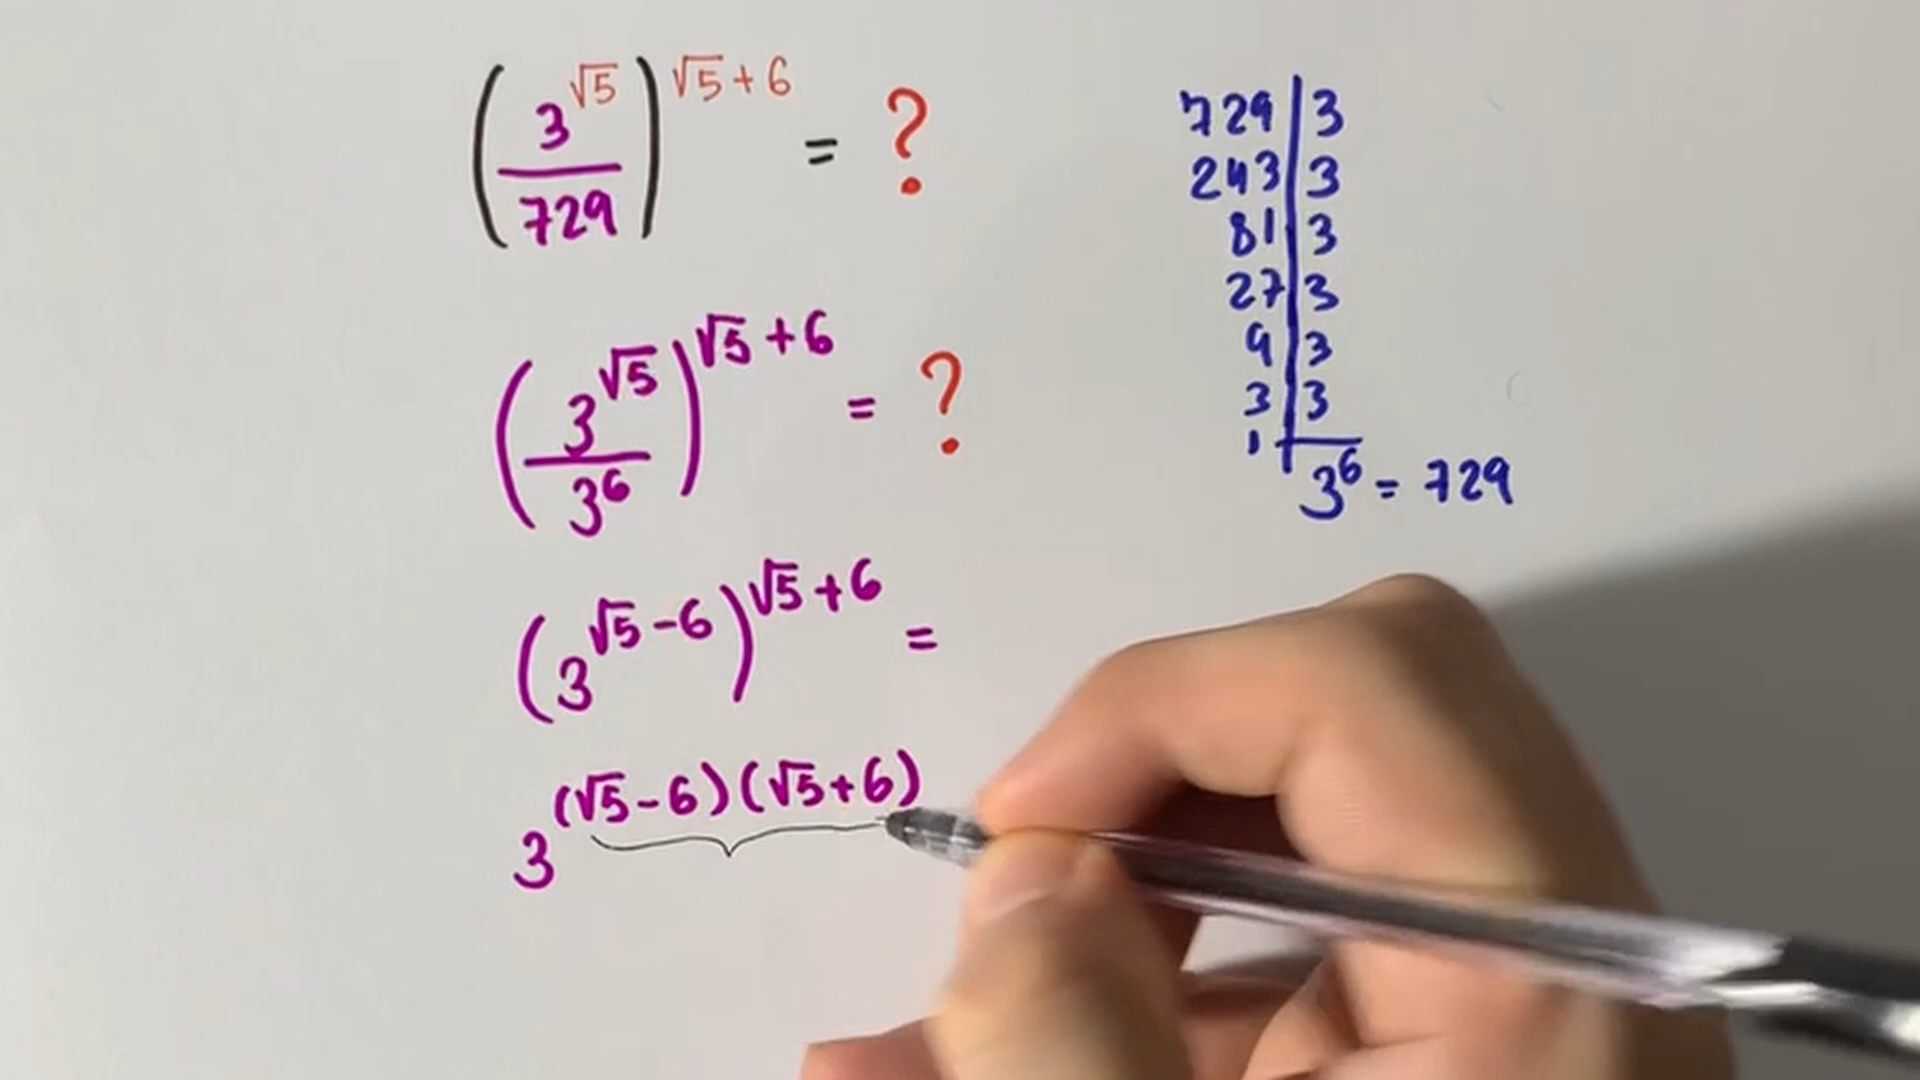 (3^√5 / 729)^√5+6 = ?
(3^√5 / 3^6)^√5+6 = ?
(3^√5-6)^√5+6 =
3^(√5-6)(√5+6)
729 | 3
243 | 3
81 | 3
27 | 3
9 | 3
3 | 3
1
3^6 = 729